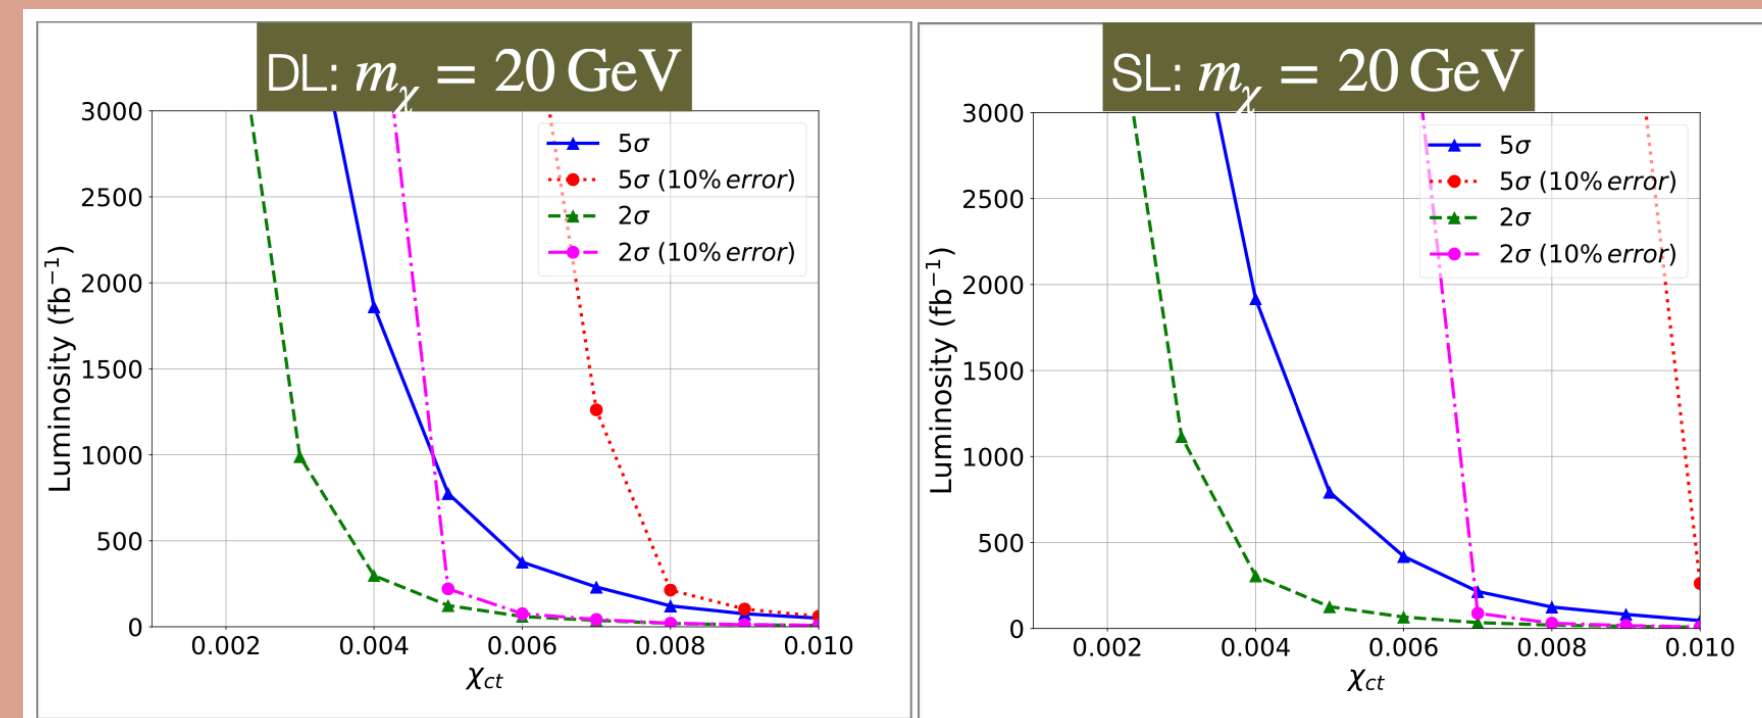 DL: mχ = 20 GeV
3000
2500
2000
1500
1000
500
0
Luminosity (fb⁻¹)
5σ
5σ (10% error)
2σ
2σ (10% error)
0.002 0.004 0.006 0.008 0.010
χct
SL: mχ = 20 GeV
3000
2500
2000
1500
1000
500
0
Luminosity (fb⁻¹)
5σ
5σ (10% error)
2σ
2σ (10% error)
0.002 0.004 0.006 0.008 0.010
χct